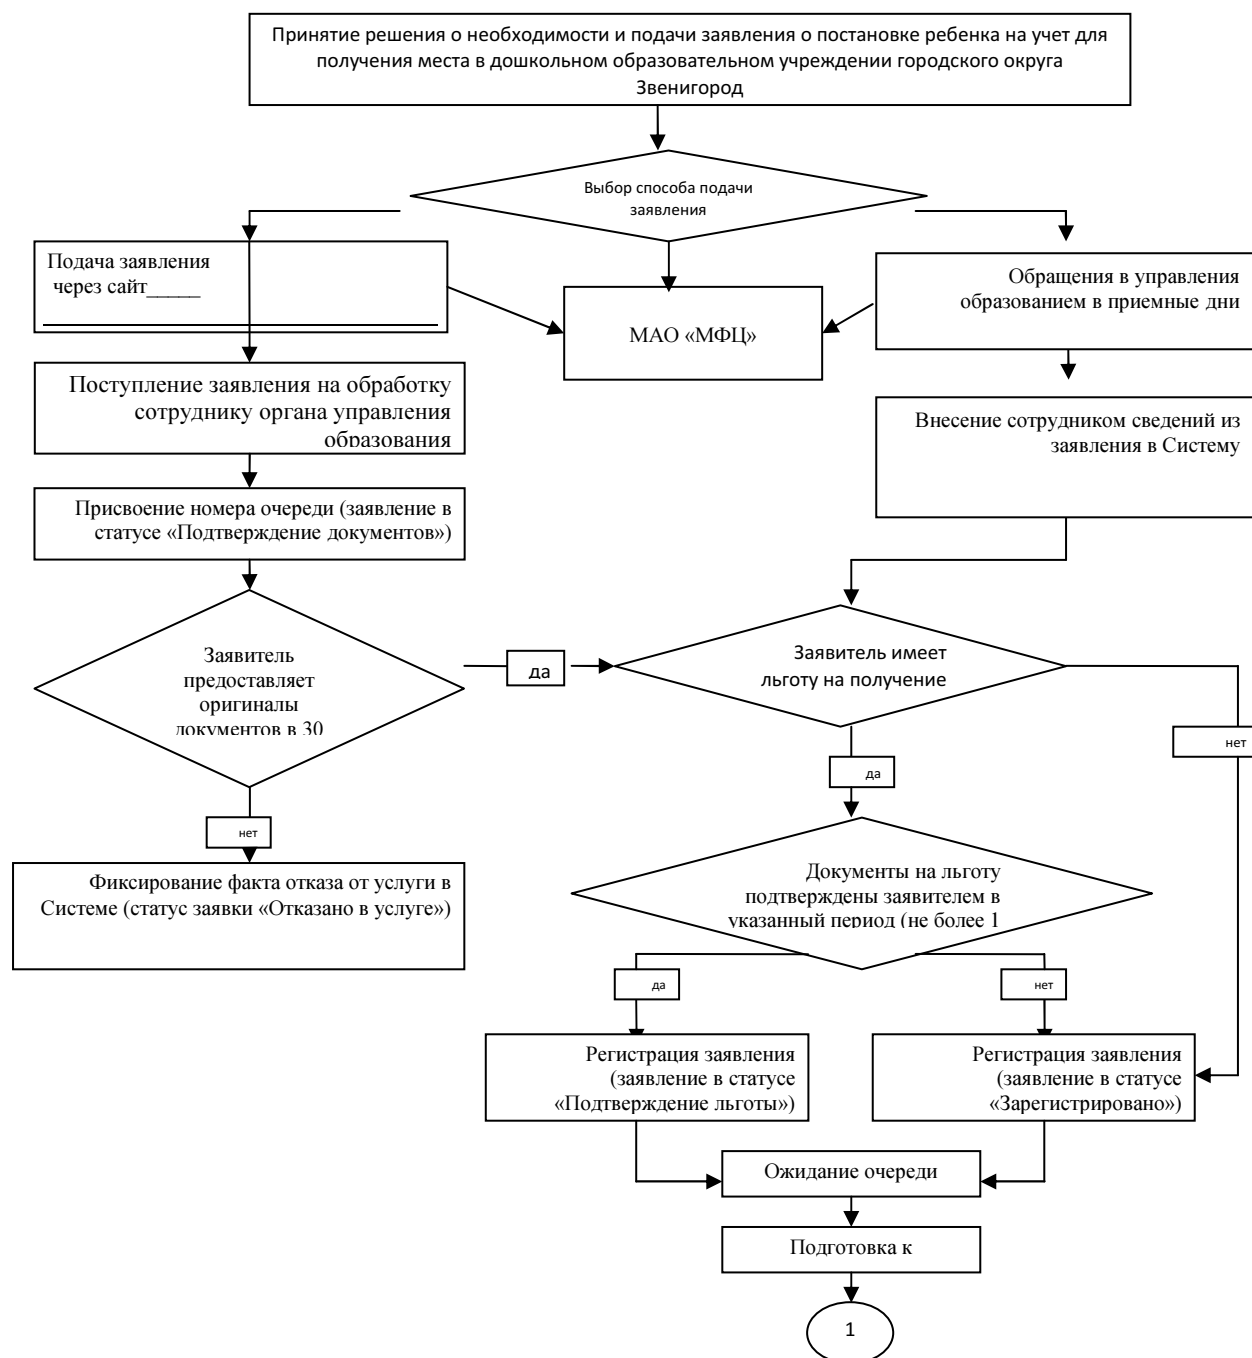 Принятие решения о необходимости и подачи заявления о постановке ребенка на учет для
получения места в дошкольном образовательном учреждении городского округа
Звенигород
Выбор способа подачи
заявления
Подача заявления
через сайт_____
МАО «МФЦ»
Обращения в управления
образованием в приемные дни
Поступление заявления на обработку
сотруднику органа управления
образования
Внесение сотрудником сведений из
заявления в Систему
Присвоение номера очереди (заявление в
статусе «Подтверждение документов»)
Заявитель
предоставляет
оригиналы
документов в 30
да
Заявитель имеет
льготу на получение
нет
да
нет
Фиксирование факта отказа от услуги в
Системе (статус заявки «Отказано в услуге»)
Документы на льготу
подтверждены заявителем в
указанный период (не более 1
да
нет
Регистрация заявления
(заявление в статусе
«Подтверждение льготы»)
Регистрация заявления
(заявление в статусе
«Зарегистрировано»)
Ожидание очереди
Подготовка к
1